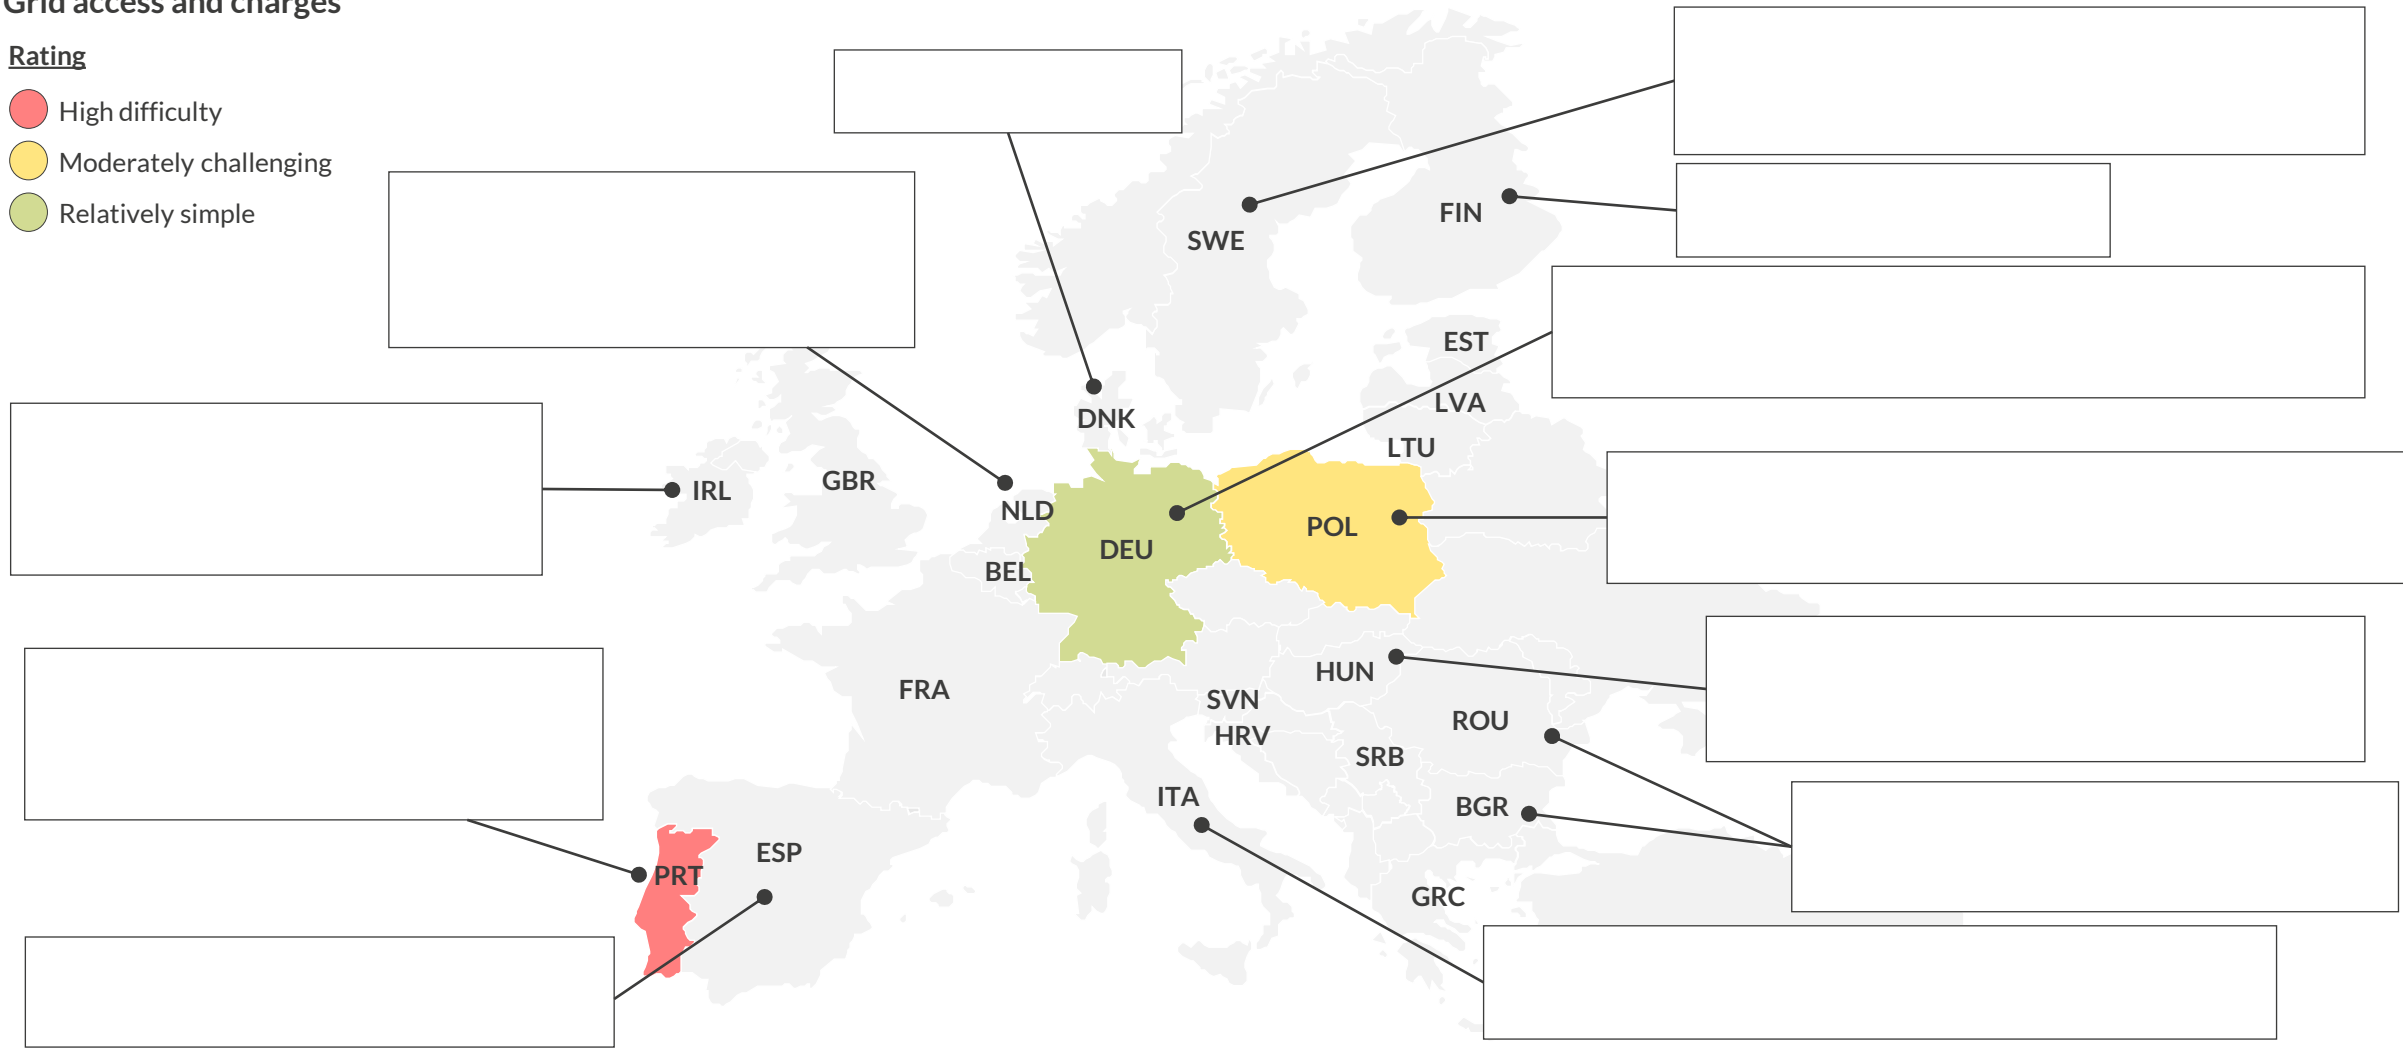 Grid access and charges
Rating
High difficulty
Moderately challenging
Relatively simple
FIN
SWE
EST
LVA
DNK
LTU
GBR
IRL
NLD
POL
DEU
BEL
HUN
FRA
SVN
ROU
HRV
SRB
ITA
BGR
ESP
PRT
GRC